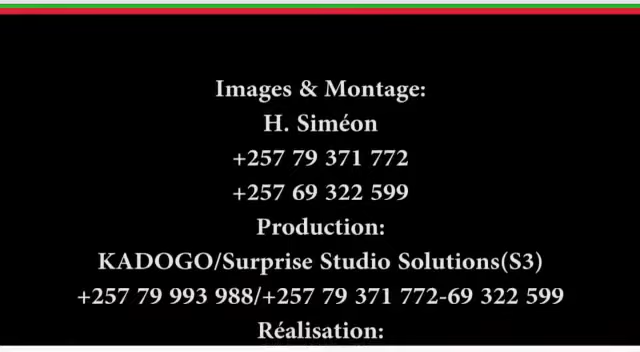 Images & Montage:
H. Siméon
+257 79 371 772
+257 69 322 599
Production:
KADOGO/Surprise Studio Solutions(S3)
+257 79 993 988/+257 79 371 772-69 322 599
Réalisation: